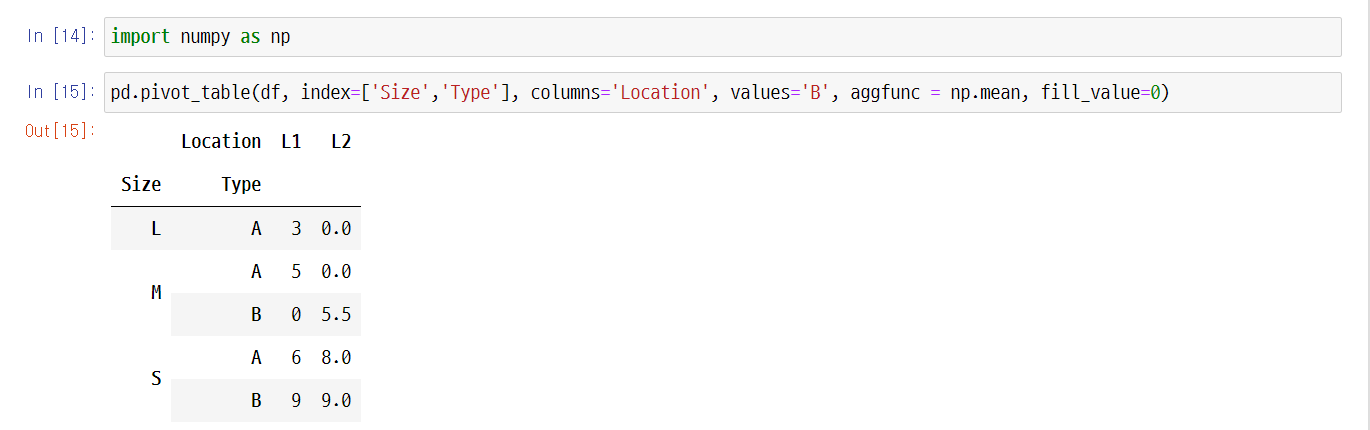 In [14]: import numpy as np
In [15]: pd.pivot_table(df, index=['Size','Type'], columns='Location', values='B', aggfunc = np.mean, fill_value=0)
Out[15]:
Location L1 L2
Size Type
L A 3 0.0
M A 5 0.0
B 0 5.5
S A 6 8.0
B 9 9.0